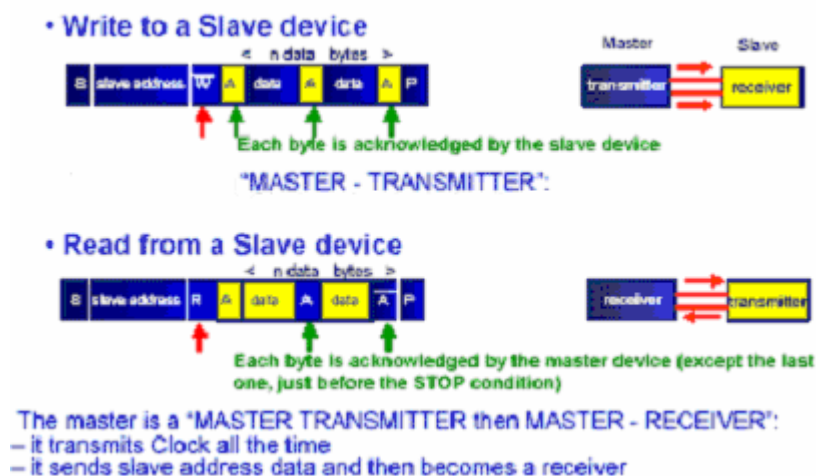 • Write to a Slave device
< n data bytes >
Master Slave
S slave address W̅ A data A data A P
transmitter receiver
Each byte is acknowledged by the slave device
"MASTER - TRANSMITTER":
• Read from a Slave device
< n data bytes >
S slave address R A data A data A̅ P
receiver transmitter
Each byte is acknowledged by the master device (except the last
one, just before the STOP condition)
The master is a "MASTER TRANSMITTER then MASTER - RECEIVER":
– it transmits Clock all the time
– it sends slave address data and then becomes a receiver